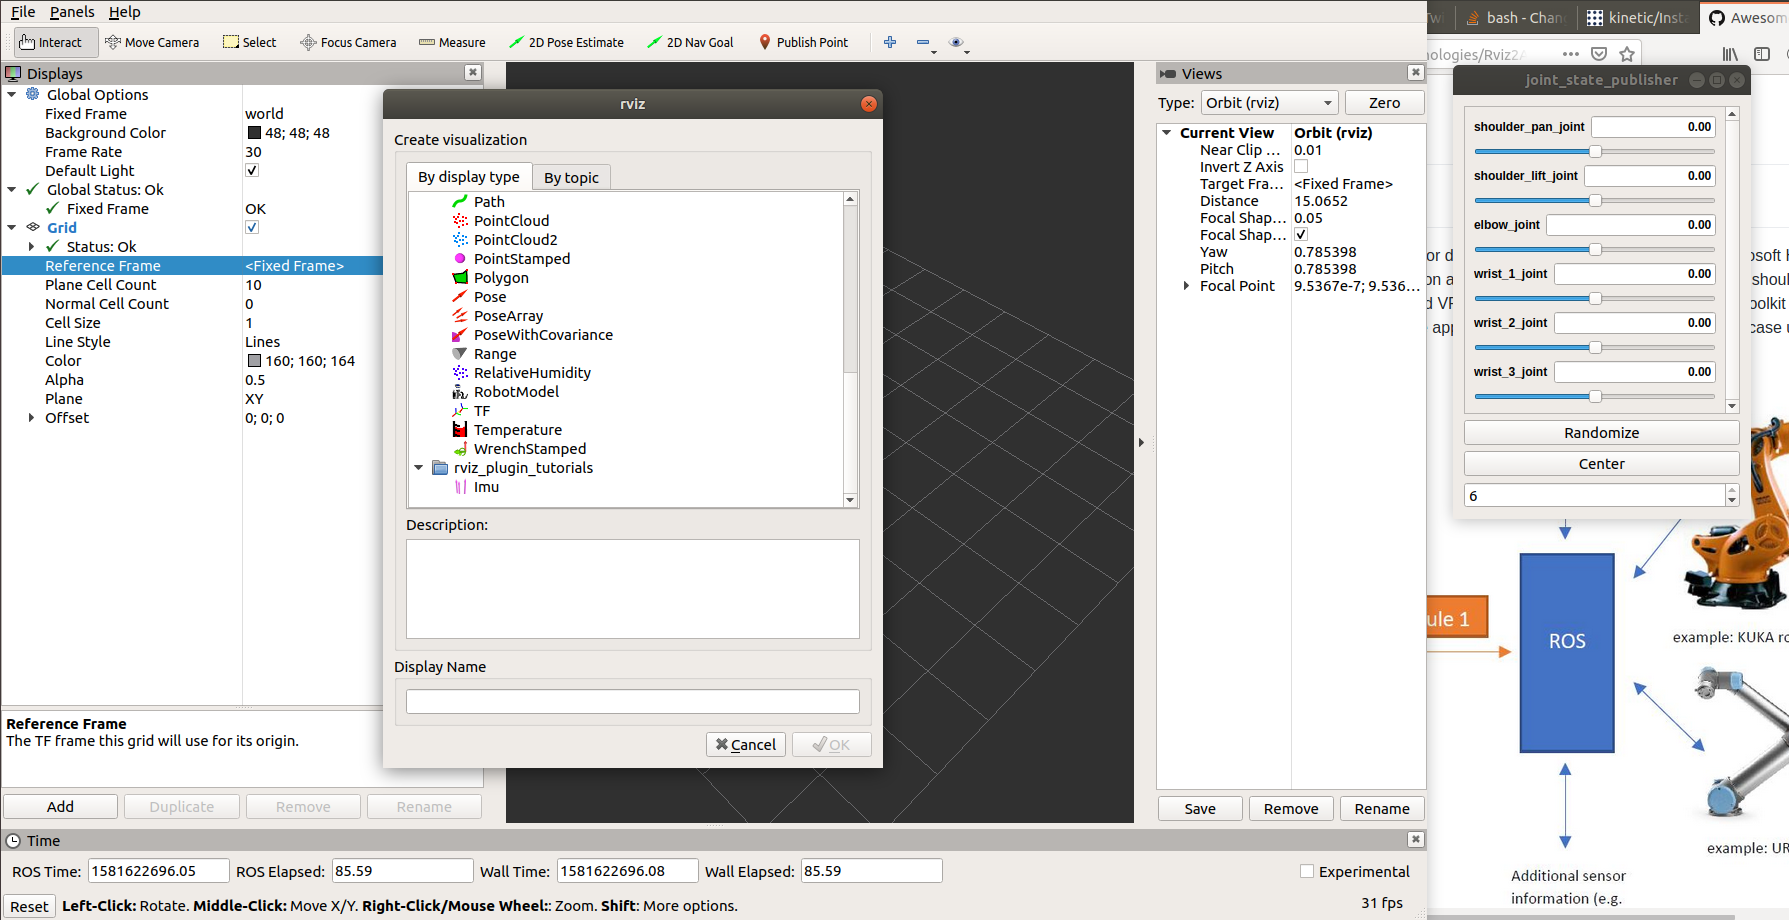 File Panels Help
Interact Move Camera Select Focus Camera Measure 2D Pose Estimate 2D Nav Goal Publish Point
Displays
Global Options
Fixed Frame world
Background Color 48; 48; 48
Frame Rate 30
Default Light
Global Status: Ok
Fixed Frame OK
Grid
Status: Ok
Reference Frame <Fixed Frame>
Plane Cell Count 10
Normal Cell Count 0
Cell Size 1
Line Style Lines
Color 160; 160; 164
Alpha 0.5
Plane XY
Offset 0; 0; 0
Reference Frame
The TF frame this grid will use for its origin.
Add Duplicate Remove Rename
rviz
Create visualization
By display type By topic
Path
PointCloud
PointCloud2
PointStamped
Polygon
Pose
PoseArray
PoseWithCovariance
Range
RelativeHumidity
RobotModel
TF
Temperature
WrenchStamped
rviz_plugin_tutorials
Imu
Description:
Display Name
Cancel OK
Views
Type: Orbit (rviz) Zero
Current View Orbit (rviz)
Near Clip ... 0.01
Invert Z Axis
Target Fra... <Fixed Frame>
Distance 15.0652
Focal Shap... 0.05
Focal Shap...
Yaw 0.785398
Pitch 0.785398
Focal Point 9.5367e-7; 9.536...
Save Remove Rename
Time
ROS Time: 1581622696.05 ROS Elapsed: 85.59 Wall Time: 1581622696.08 Wall Elapsed: 85.59 Experimental
Reset Left-Click: Rotate. Middle-Click: Move X/Y. Right-Click/Mouse Wheel:: Zoom. Shift: More options. 31 fps
bash - Chan kinetic/Insta Awesom
nologies/Rviz2A
joint_state_publisher
shoulder_pan_joint 0.00
shoulder_lift_joint 0.00
elbow_joint 0.00
wrist_1_joint 0.00
wrist_2_joint 0.00
wrist_3_joint 0.00
Randomize
Center
6
or d osoft H
on a shoul
d VR oolkit
app case u
ule 1
ROS
example: KUKA ro
example: UR
Additional sensor
information (e.g.